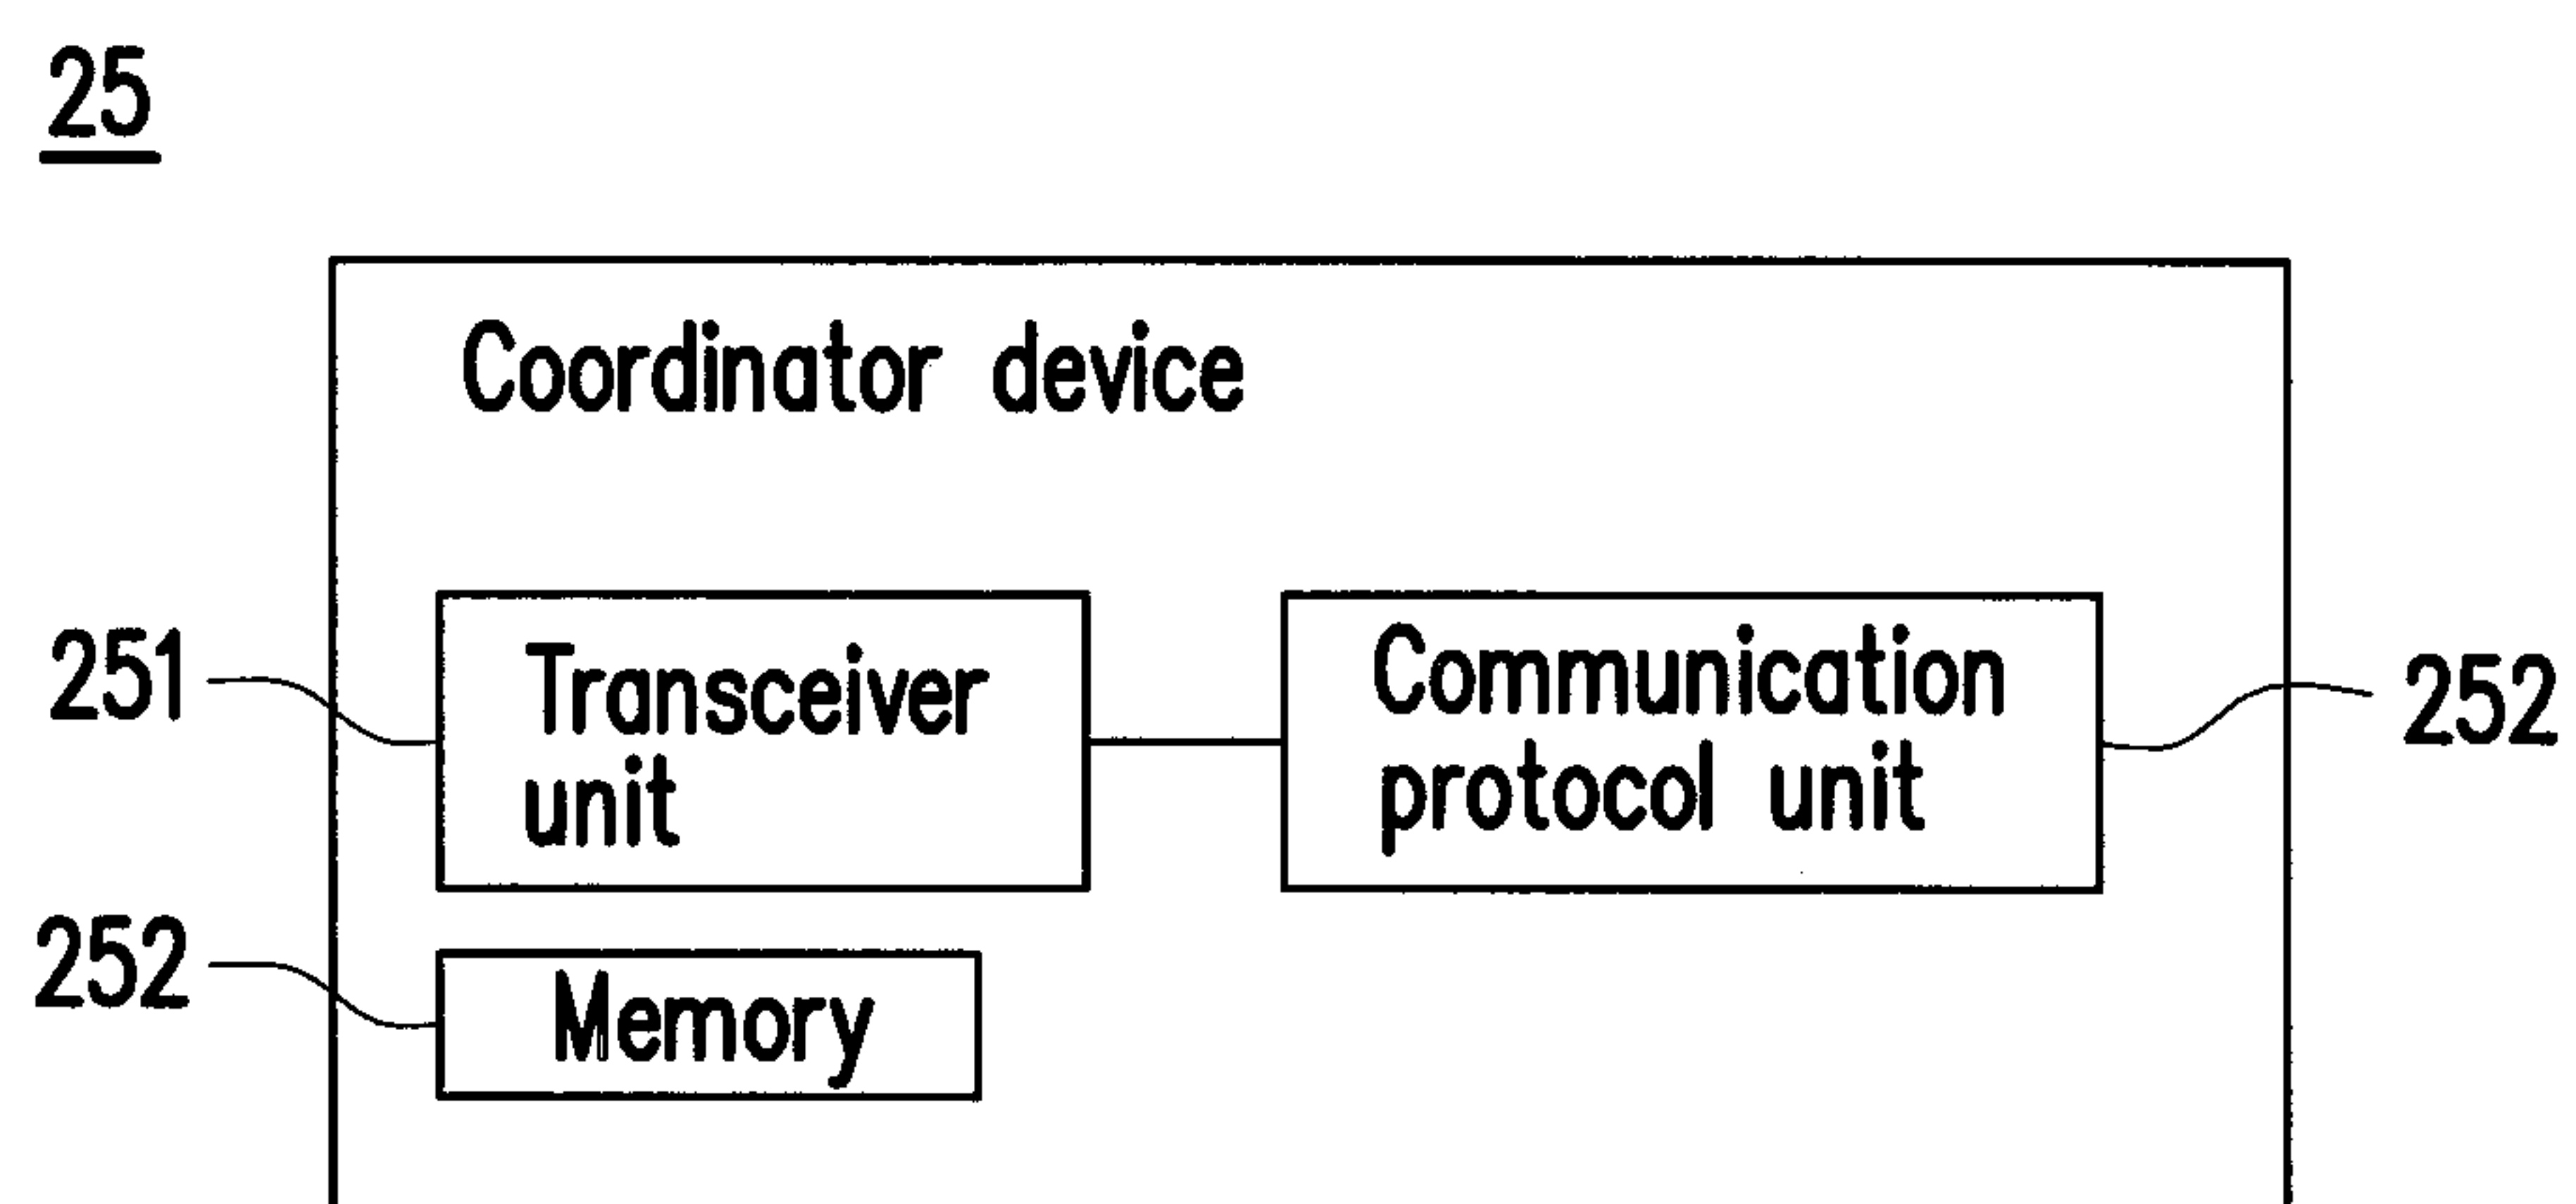 25
Coordinator device
251
Transceiver
unit
Communication
protocol unit
252
252
Memory